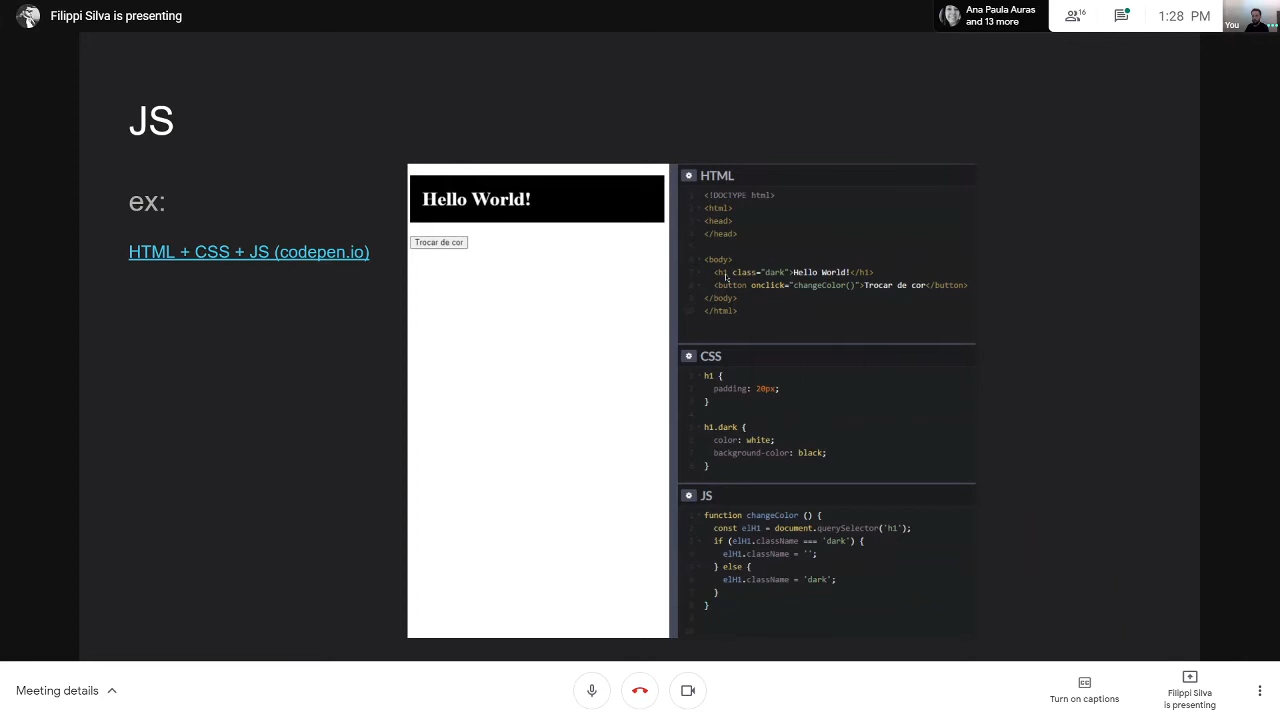 Filippi Silva is presenting
Ana Paula Auras
and 13 more
16
1:28 PM
You
JS
ex:
HTML + CSS + JS (codepen.io)
Hello World!
Trocar de cor
HTML
<!DOCTYPE html>
<html>
<head>
</head>
<body>
<h1 class="dark">Hello World!</h1>
<button onclick="changeColor()">Trocar de cor</button>
</body>
</html>
CSS
h1 {
padding: 20px;
}
h1.dark {
color: white;
background-color: black;
}
JS
function changeColor () {
const elH1 = document.querySelector('h1');
if (elH1.className === 'dark') {
elH1.className = '';
} else {
elH1.className = 'dark';
}
}
Meeting details
Turn on captions
Filippi Silva
is presenting